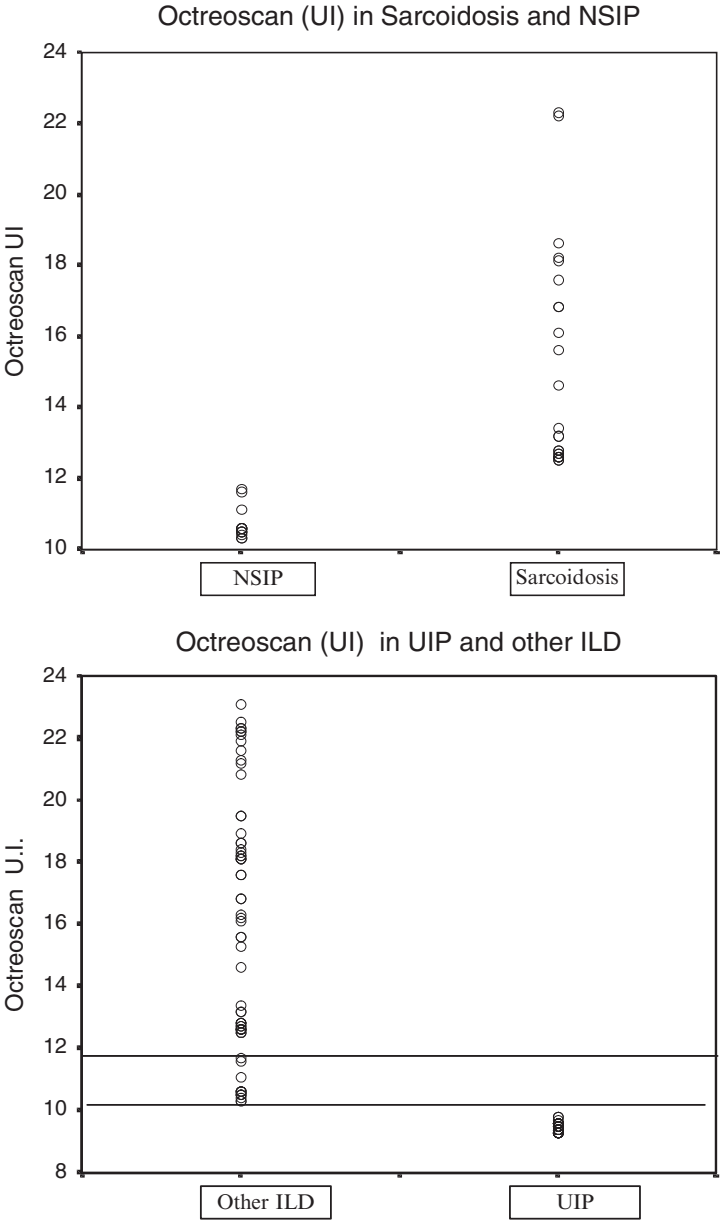 Octreoscan (UI) in Sarcoidosis and NSIP
24
22
20
18
16
14
12
10
Octreoscan UI
NSIP
Sarcoidosis
Octreoscan (UI) in UIP and other ILD
24
22
20
18
16
14
12
10
8
Octreoscan U.I.
Other ILD
UIP